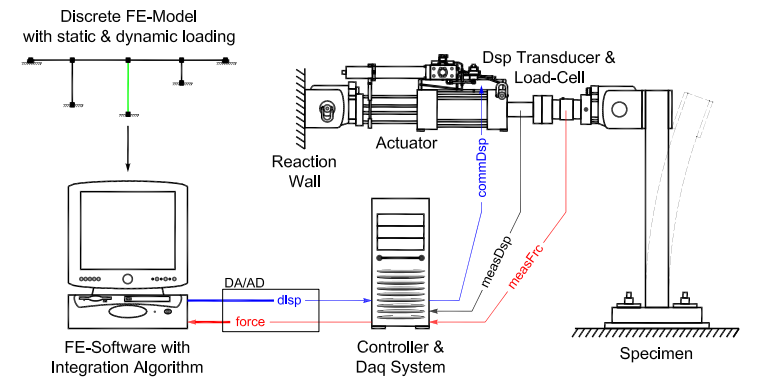 Discrete FE-Model
with static & dynamic loading
Dsp Transducer &
Load-Cell
Actuator
Reaction
Wall
commDsp
measDsp
measFrc
DA/AD
disp
force
FE-Software with
Integration Algorithm
Controller &
Daq System
Specimen